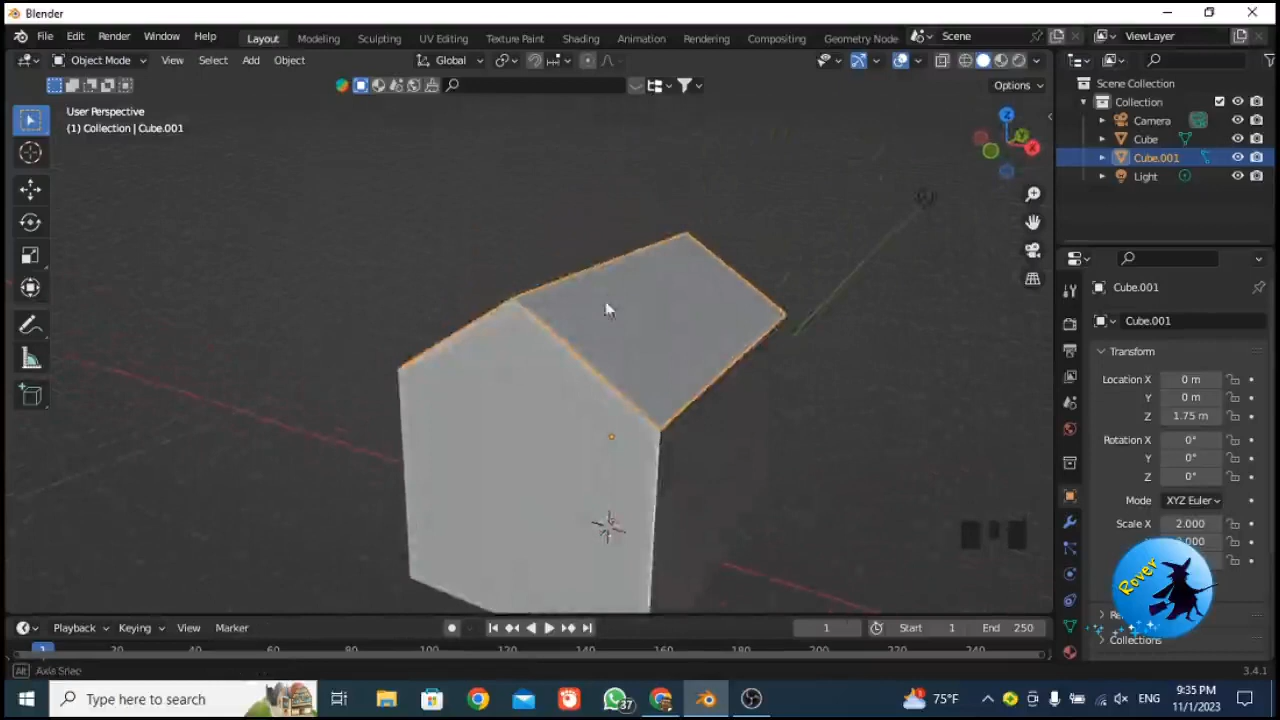 Blender
File Edit Render Window Help Layout Modeling Sculpting UV Editing Texture Paint Shading Animation Rendering Compositing Geometry Node Scene ViewLayer
Object Mode View Select Add Object Global
Options
User Perspective
(1) Collection | Cube.001
Z
Y
X
Scene Collection
Collection
Camera
Cube
Cube.001
Light
Cube.001
Cube.001
Transform
Location X 0 m
Y 0 m
Z 1.75 m
Rotation X 0°
Y 0°
Z 0°
Mode XYZ Euler
Scale X 2.000
Rover
Collections
Playback Keying View Marker 1 Start 1 End 250
1 20 40 60 80 100 120 140 160 180 200 220 240
Alt Axis Snap 3.4.1
Type here to search 37 75°F ENG 9:35 PM
11/1/2023